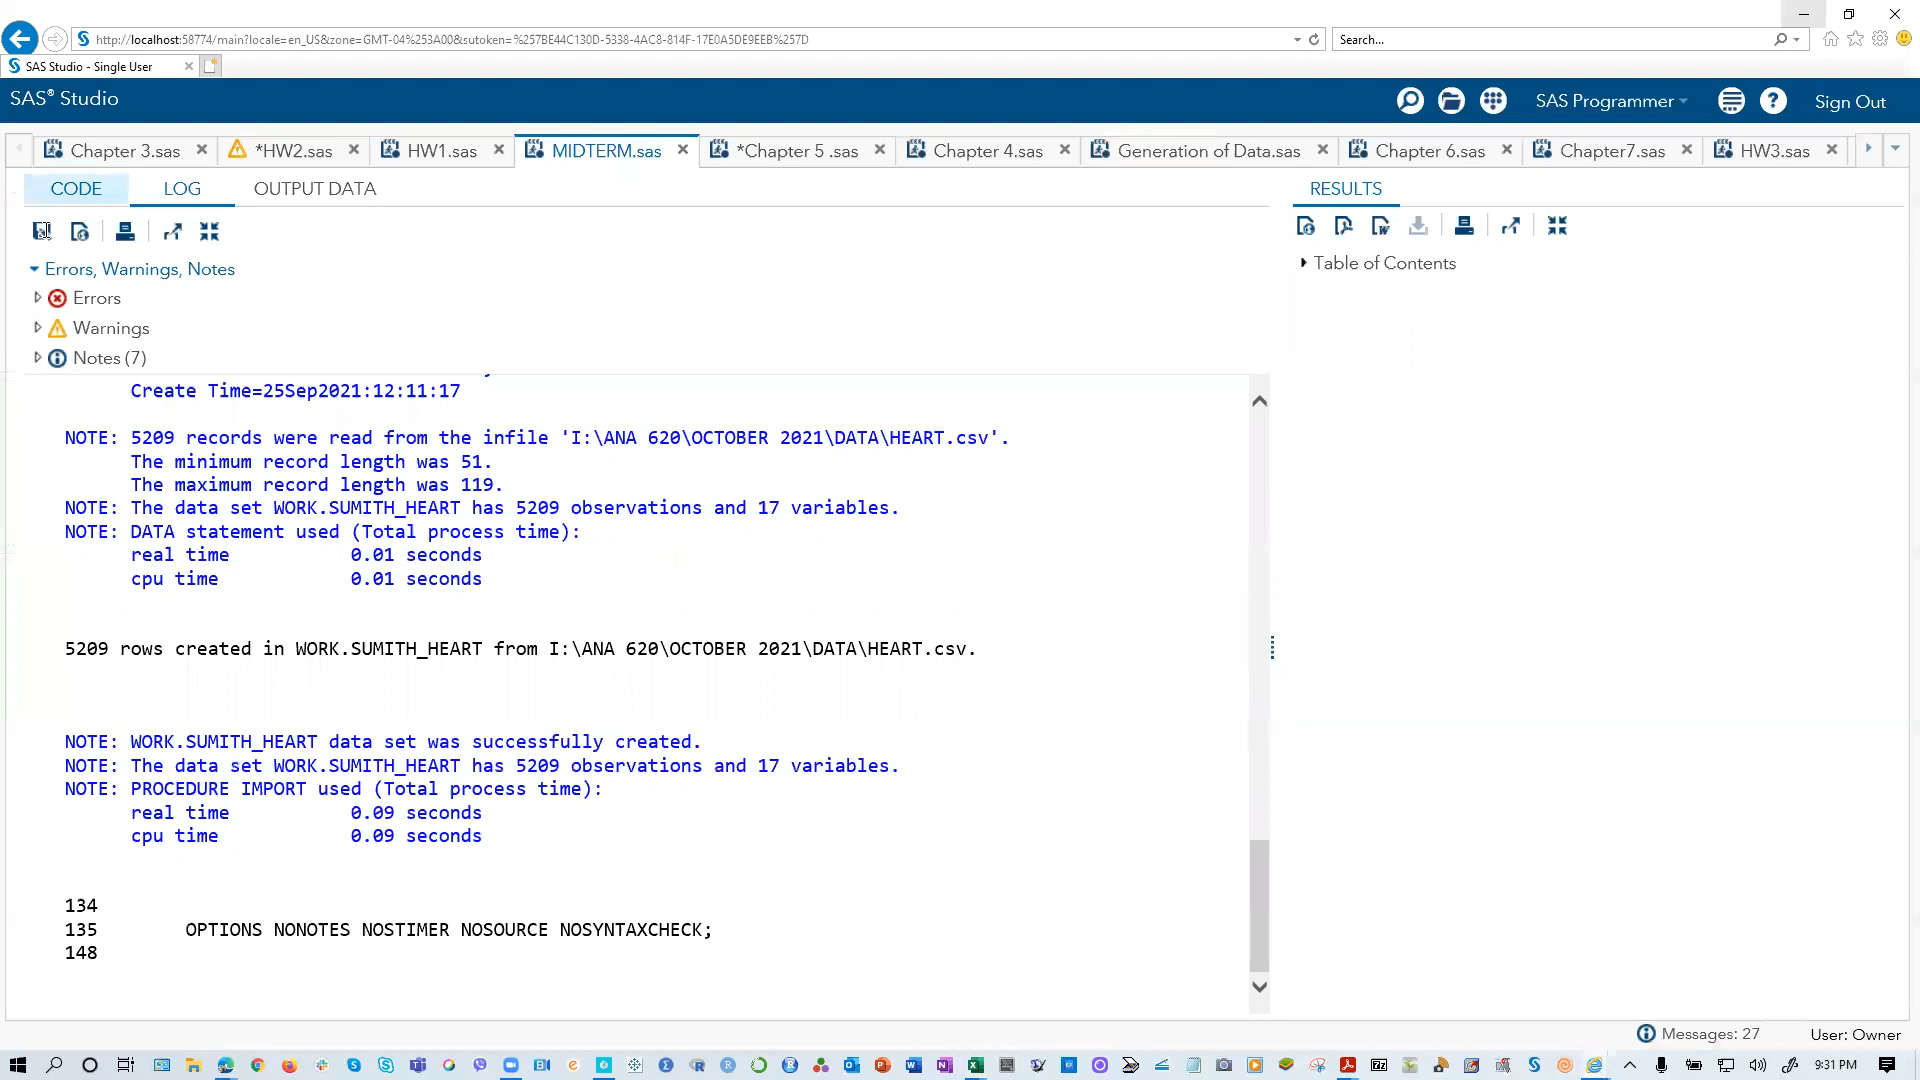 http://localhost:58774/main?locale=en_US&zone=GMT-04%253A00&sutoken=%257BE44C130D-5338-4AC8-814F-17E0A5DE9EEB%257D
Search...
SAS Studio - Single User
SAS® Studio
SAS Programmer
Sign Out
Chapter 3.sas
*HW2.sas
HW1.sas
MIDTERM.sas
*Chapter 5 .sas
Chapter 4.sas
Generation of Data.sas
Chapter 6.sas
Chapter7.sas
HW3.sas
CODE
LOG
OUTPUT DATA
RESULTS
Errors, Warnings, Notes
Table of Contents
Errors
Warnings
Notes (7)
Create Time=25Sep2021:12:11:17
NOTE: 5209 records were read from the infile 'I:\ANA 620\OCTOBER 2021\DATA\HEART.csv'.
The minimum record length was 51.
The maximum record length was 119.
NOTE: The data set WORK.SUMITH_HEART has 5209 observations and 17 variables.
NOTE: DATA statement used (Total process time):
real time 0.01 seconds
cpu time 0.01 seconds
5209 rows created in WORK.SUMITH_HEART from I:\ANA 620\OCTOBER 2021\DATA\HEART.csv.
NOTE: WORK.SUMITH_HEART data set was successfully created.
NOTE: The data set WORK.SUMITH_HEART has 5209 observations and 17 variables.
NOTE: PROCEDURE IMPORT used (Total process time):
real time 0.09 seconds
cpu time 0.09 seconds
134
135 OPTIONS NONOTES NOSTIMER NOSOURCE NOSYNTAXCHECK;
148
Messages: 27
User: Owner
9:31 PM